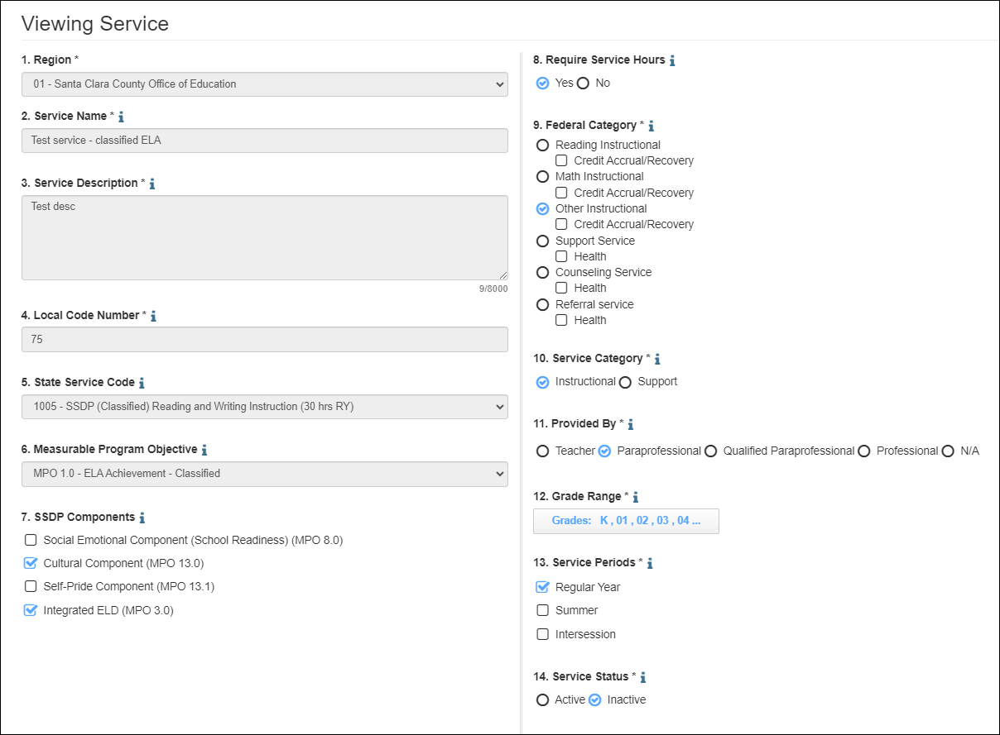 Viewing Service
1. Region *
01 - Santa Clara County Office of Education
2. Service Name *
Test service - classified ELA
3. Service Description *
Test desc
9/8000
4. Local Code Number *
75
5. State Service Code
1005 - SSDP (Classified) Reading and Writing Instruction (30 hrs RY)
6. Measurable Program Objective
MPO 1.0 - ELA Achievement - Classified
7. SSDP Components
Social Emotional Component (School Readiness) (MPO 8.0)
Cultural Component (MPO 13.0)
Self-Pride Component (MPO 13.1)
Integrated ELD (MPO 3.0)
8. Require Service Hours
Yes No
9. Federal Category *
Reading Instructional
Credit Accrual/Recovery
Math Instructional
Credit Accrual/Recovery
Other Instructional
Credit Accrual/Recovery
Support Service
Health
Counseling Service
Health
Referral service
Health
10. Service Category *
Instructional Support
11. Provided By *
Teacher Paraprofessional Qualified Paraprofessional Professional N/A
12. Grade Range *
Grades: K , 01 , 02 , 03 , 04 ...
13. Service Periods *
Regular Year
Summer
Intersession
14. Service Status *
Active Inactive